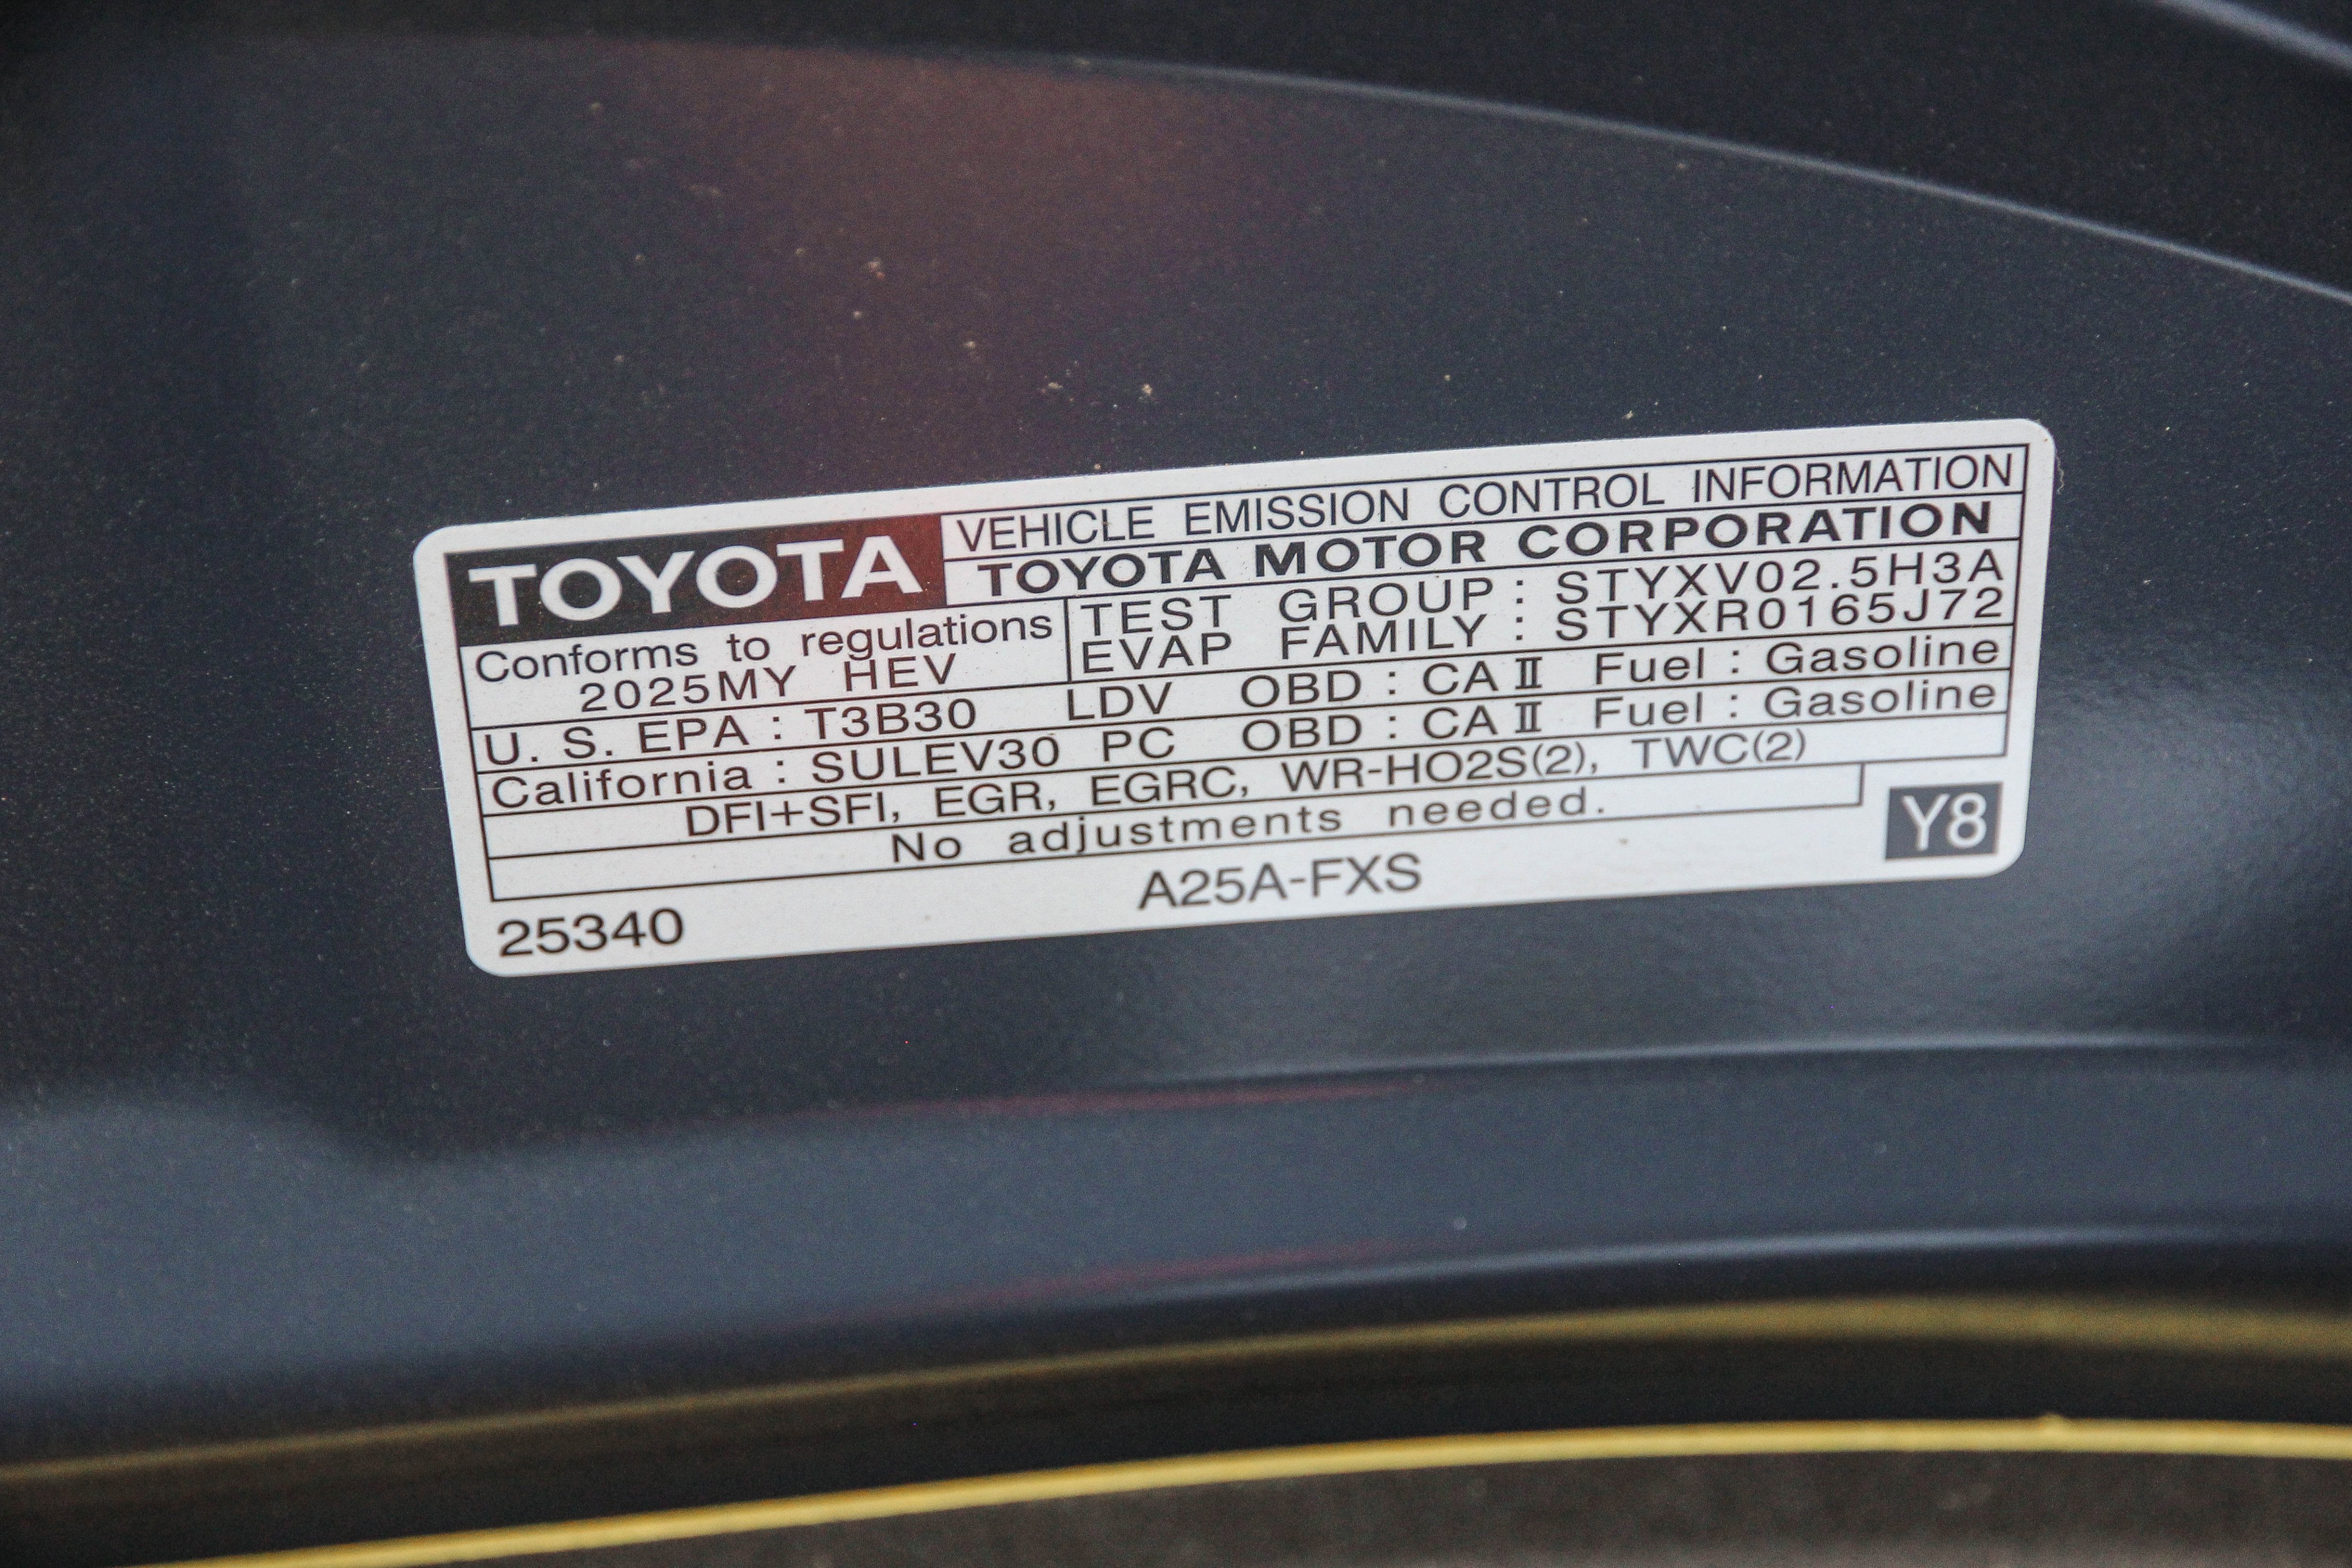 TOYOTA
VEHICLE EMISSION CONTROL INFORMATION
TOYOTA MOTOR CORPORATION
Conforms to regulations
2025MY HEV
TEST GROUP : STYXV02.5H3A
EVAP FAMILY : STYXR0165J72
U. S. EPA : T3B30 LDV OBD : CA II Fuel : Gasoline
California : SULEV30 PC OBD : CA II Fuel : Gasoline
DFI+SFI, EGR, EGRC, WR-HO2S(2), TWC(2)
No adjustments needed.
Y8
25340 A25A-FXS